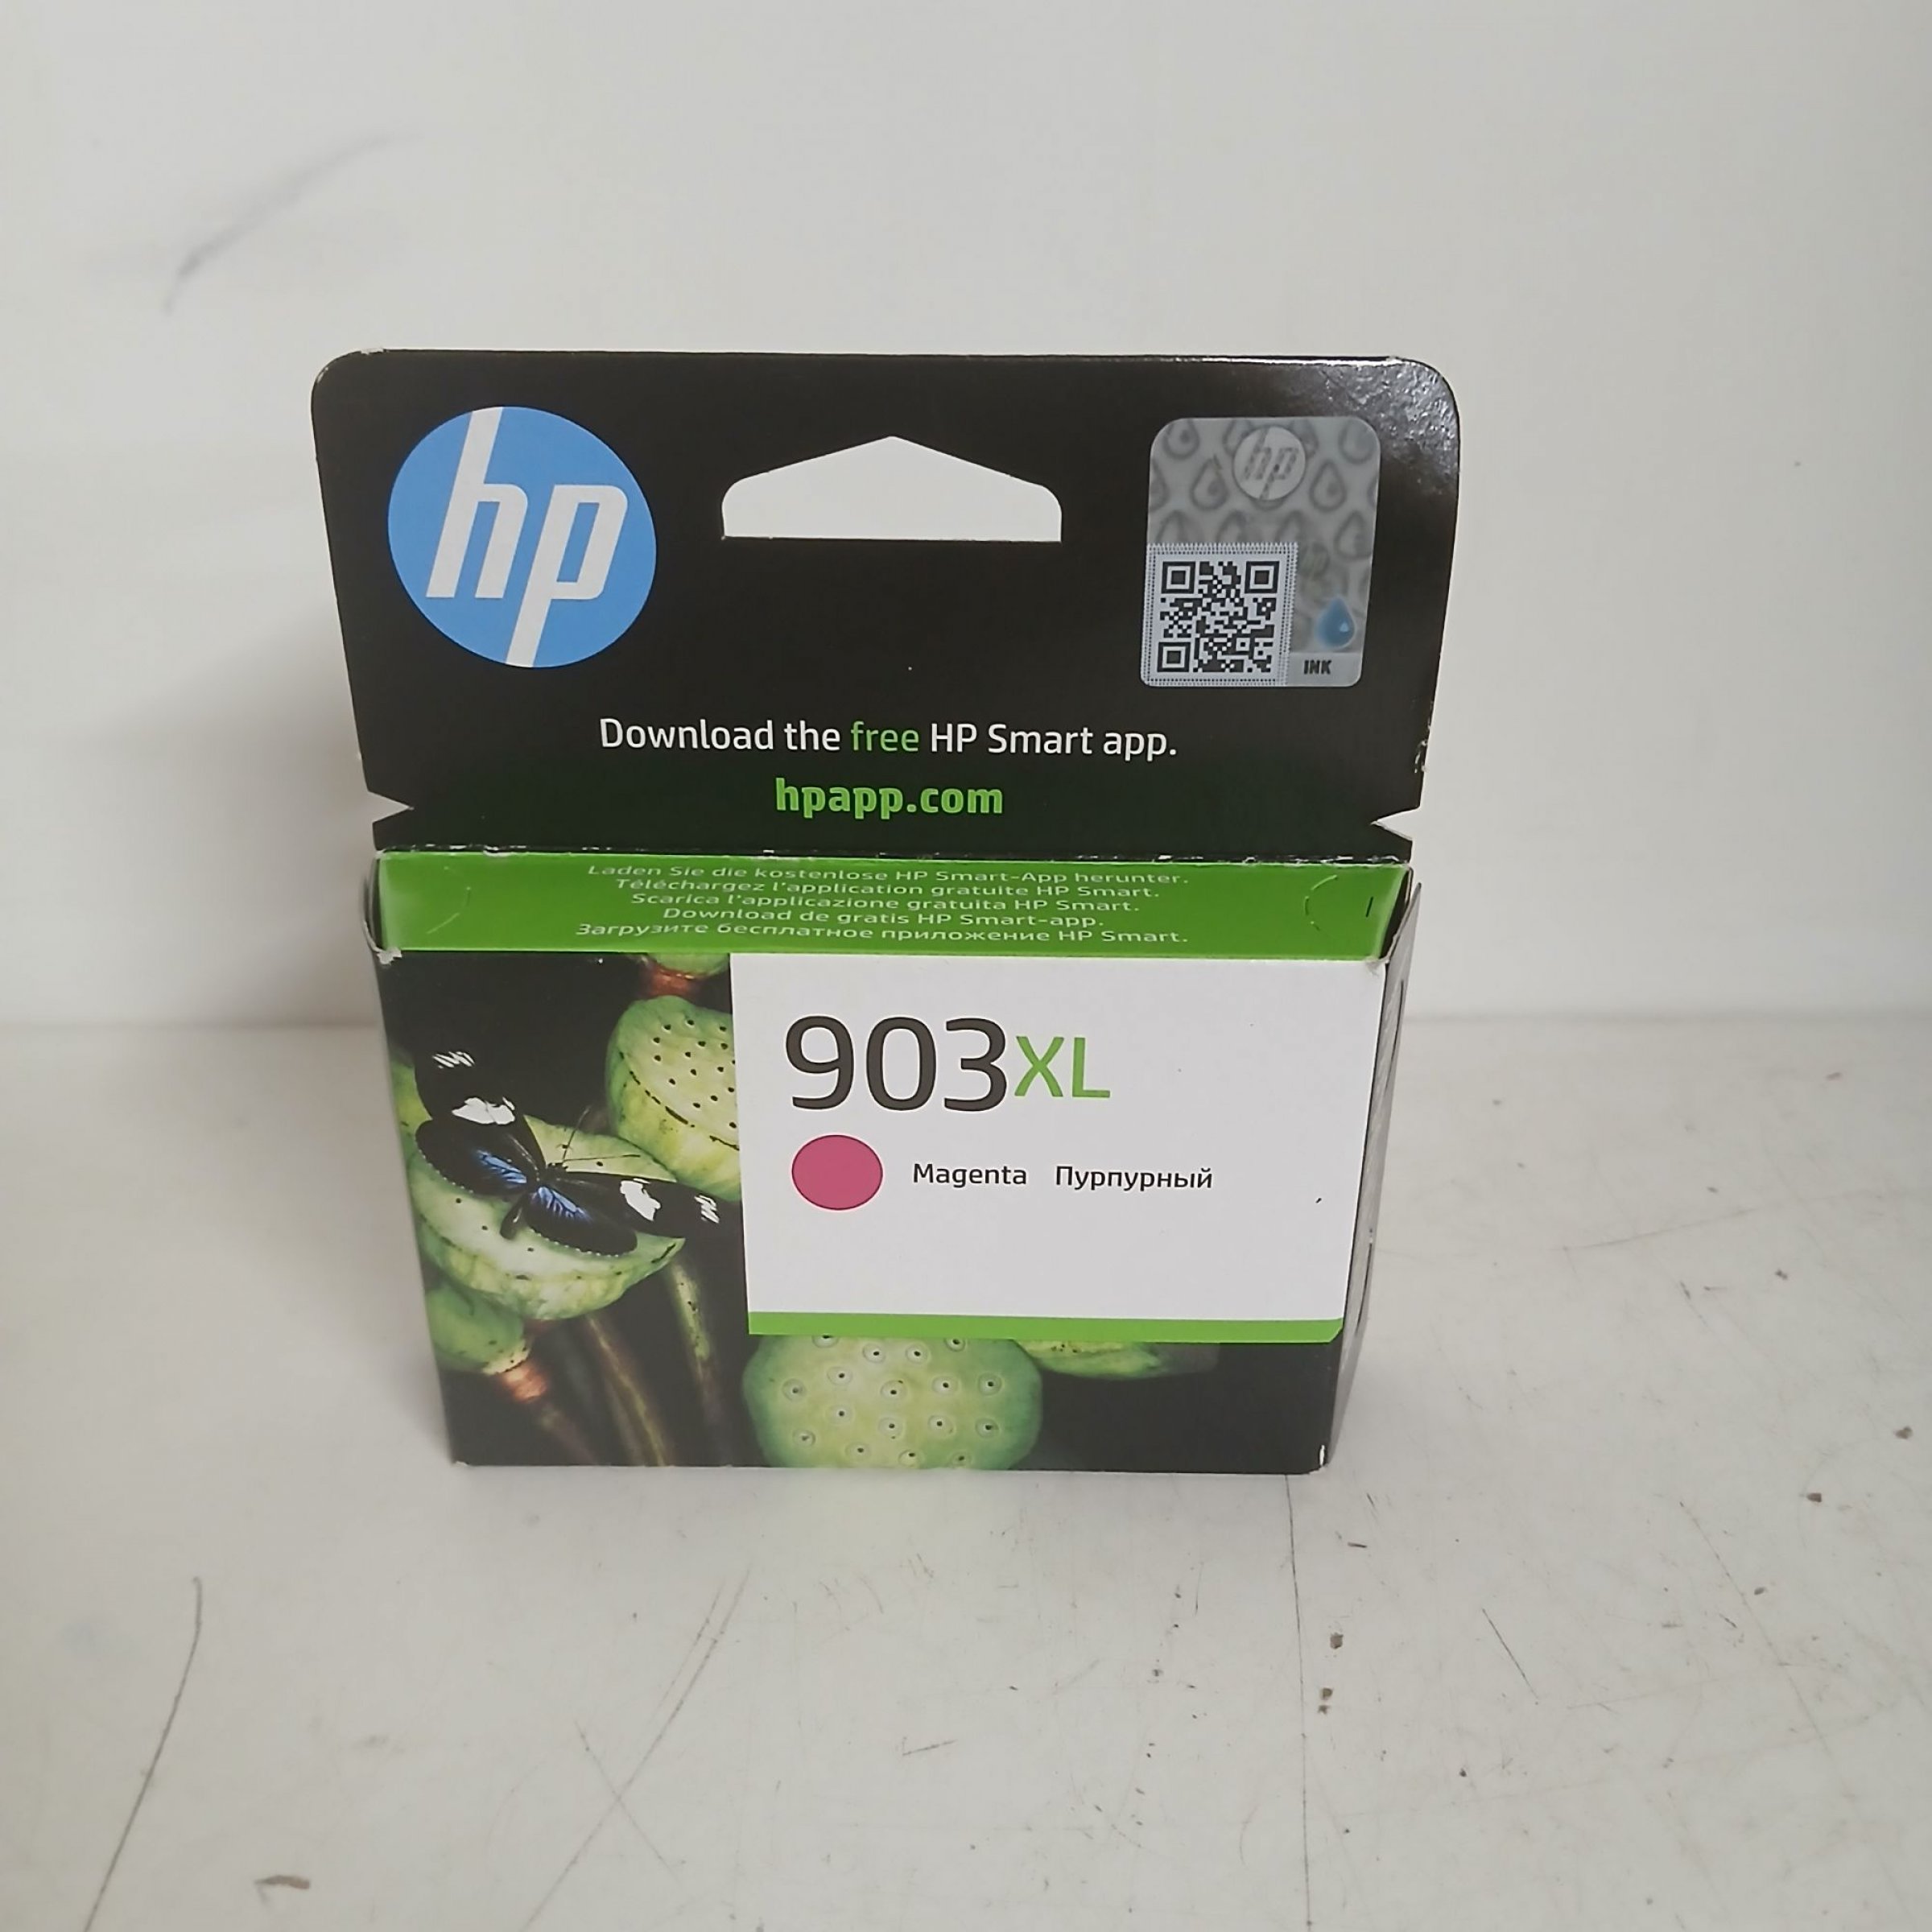 hp
hp
INK
Download the free HP Smart app.
hpapp.com
Laden Sie die kostenlose HP Smart-App herunter.
Téléchargez l'application gratuite HP Smart.
Scarica l'applicazione gratuita HP Smart.
Download de gratis HP Smart-app.
Загрузите бесплатное приложение HP Smart.
903XL
Magenta Пурпурный